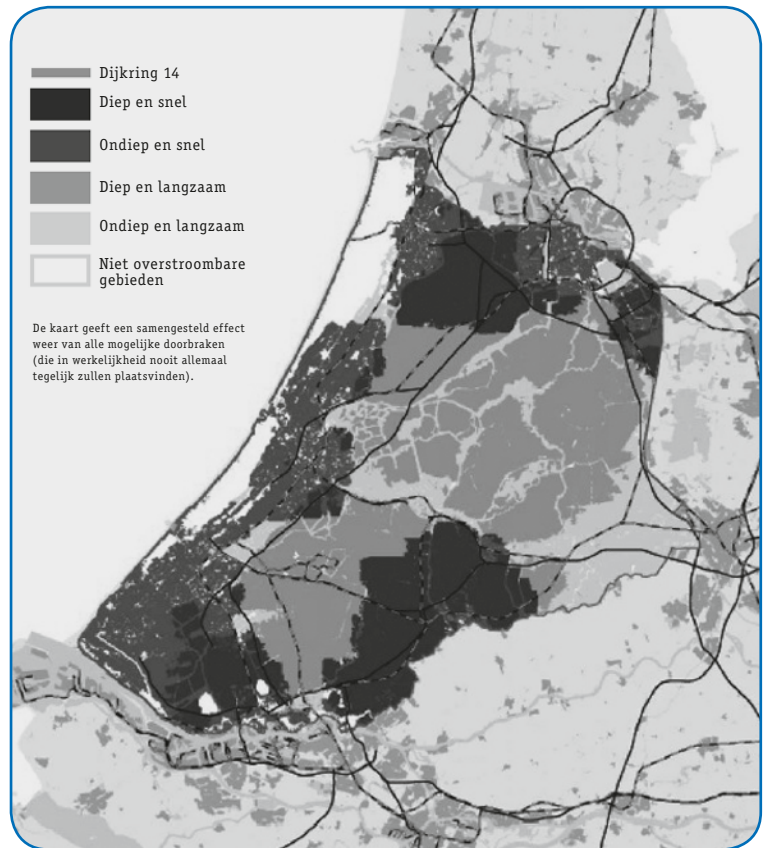 Dijkring 14
Diep en snel
Ondiep en snel
Diep en langzaam
Ondiep en langzaam
Niet overstroombare
gebieden
De kaart geeft een samengesteld effect
weer van alle mogelijke doorbraken
(die in werkelijkheid nooit allemaal
tegelijk zullen plaatsvinden).